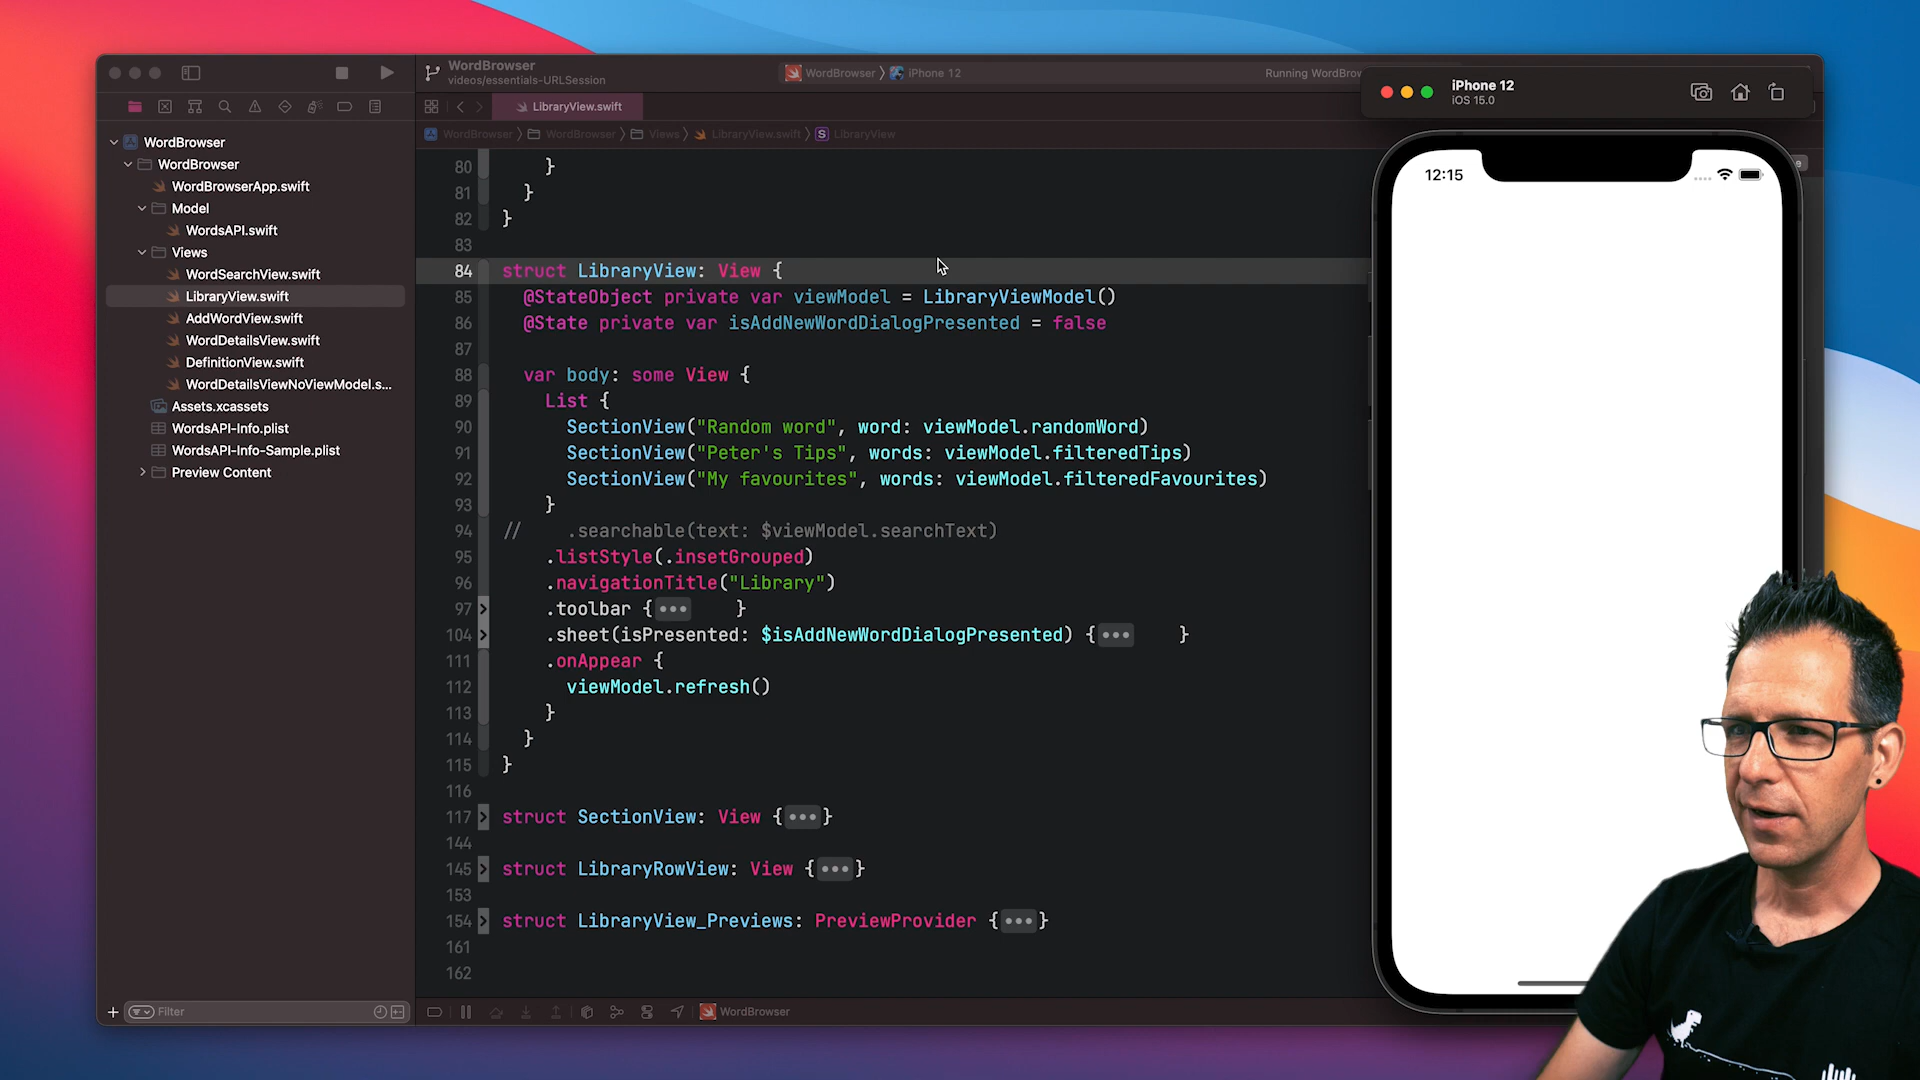 WordBrowser
videos/essentials-URLSession
WordBrowser
iPhone 12
Running WordBrow
iPhone 12
iOS 15.0
LibraryView.swift
WordBrowser
WordBrowser
Views
LibraryView.swift
S
LibraryView
WordBrowser
WordBrowser
WordBrowserApp.swift
Model
WordsAPI.swift
Views
WordSearchView.swift
LibraryView.swift
AddWordView.swift
WordDetailsView.swift
DefinitionView.swift
WordDetailsViewNoViewModel.s...
Assets.xcassets
WordsAPI-Info.plist
WordsAPI-Info-Sample.plist
Preview Content
Filter
80 }
81 }
82 }
83
84 struct LibraryView: View {
85 @StateObject private var viewModel = LibraryViewModel()
86 @State private var isAddNewWordDialogPresented = false
87
88 var body: some View {
89 List {
90 SectionView("Random word", word: viewModel.randomWord)
91 SectionView("Peter's Tips", words: viewModel.filteredTips)
92 SectionView("My favourites", words: viewModel.filteredFavourites)
93 }
94 // .searchable(text: $viewModel.searchText)
95 .listStyle(.insetGrouped)
96 .navigationTitle("Library")
97 .toolbar {••• }
104 .sheet(isPresented: $isAddNewWordDialogPresented) {••• }
111 .onAppear {
112 viewModel.refresh()
113 }
114 }
115 }
116
117 struct SectionView: View {•••}
144
145 struct LibraryRowView: View {•••}
153
154 struct LibraryView_Previews: PreviewProvider {•••}
161
162
WordBrowser
12:15
e